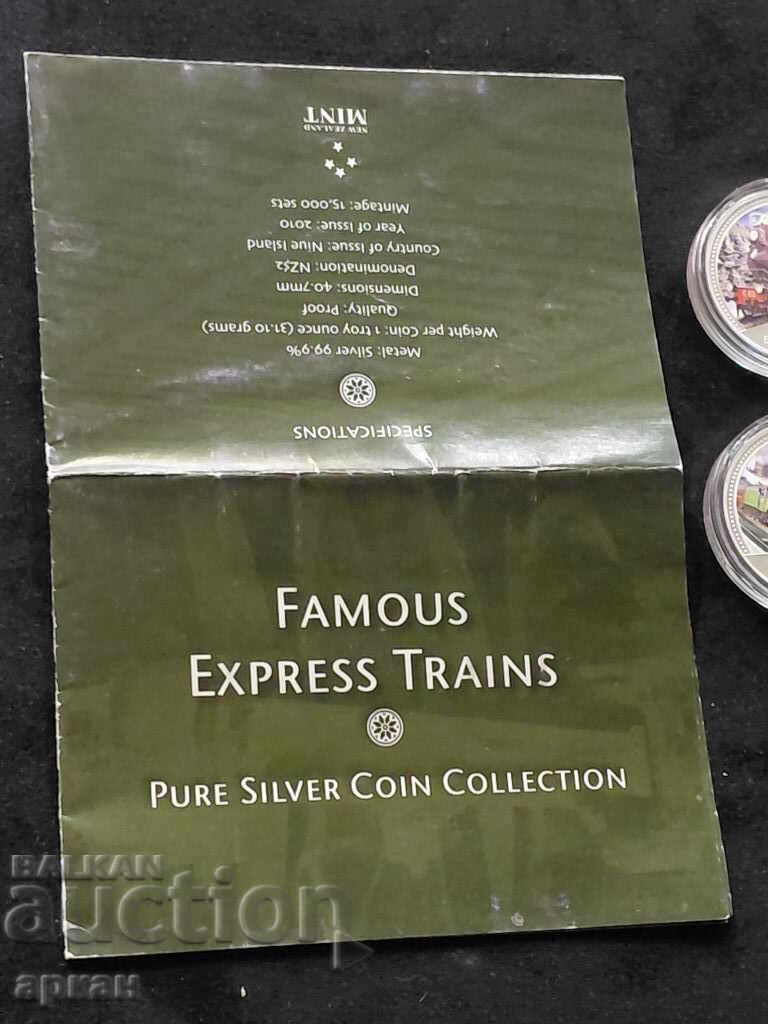 NEW ZEALAND
MINT
Mintage: 15,000 sets
Year of Issue: 2010
Country of Issue: Niue Island
Denomination: NZ$2
Dimensions: 40.7mm
Quality: Proof
Weight per Coin: 1 troy ounce (31.10 grams)
Metal: Silver 99.9%
SPECIFICATIONS
FAMOUS
EXPRESS TRAINS
PURE SILVER COIN COLLECTION
BALKAN
auction
аркан